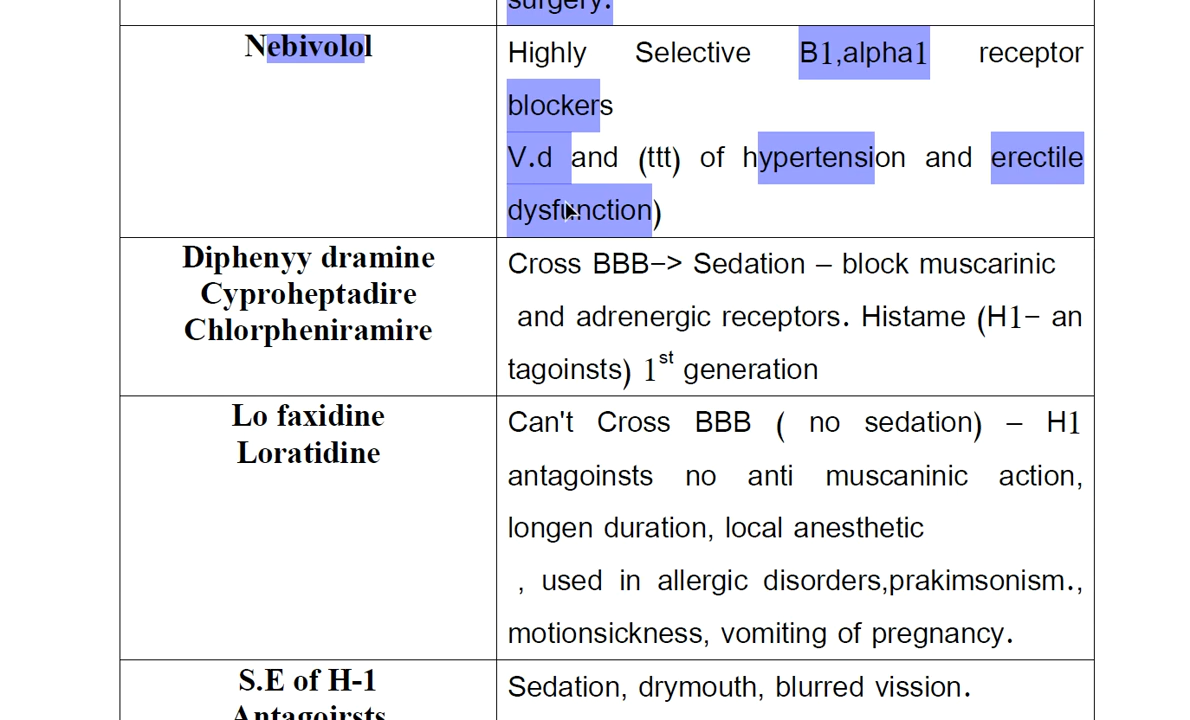 surgery.
Nebivolol
Highly Selective B1,alpha1 receptor
blockers
V.d and (ttt) of hypertension and erectile
dysfunction)
Diphenyy dramine
Cyproheptadire
Chlorpheniramire
Cross BBB–> Sedation – block muscarinic
and adrenergic receptors. Histame (H1– an
tagoinsts) 1st generation
Lo faxidine
Loratidine
Can't Cross BBB ( no sedation) – H1
antagoinsts no anti muscaninic action,
longen duration, local anesthetic
, used in allergic disorders,prakimsonism.,
motionsickness, vomiting of pregnancy.
S.E of H-1
Antagoirsts
Sedation, drymouth, blurred vission.